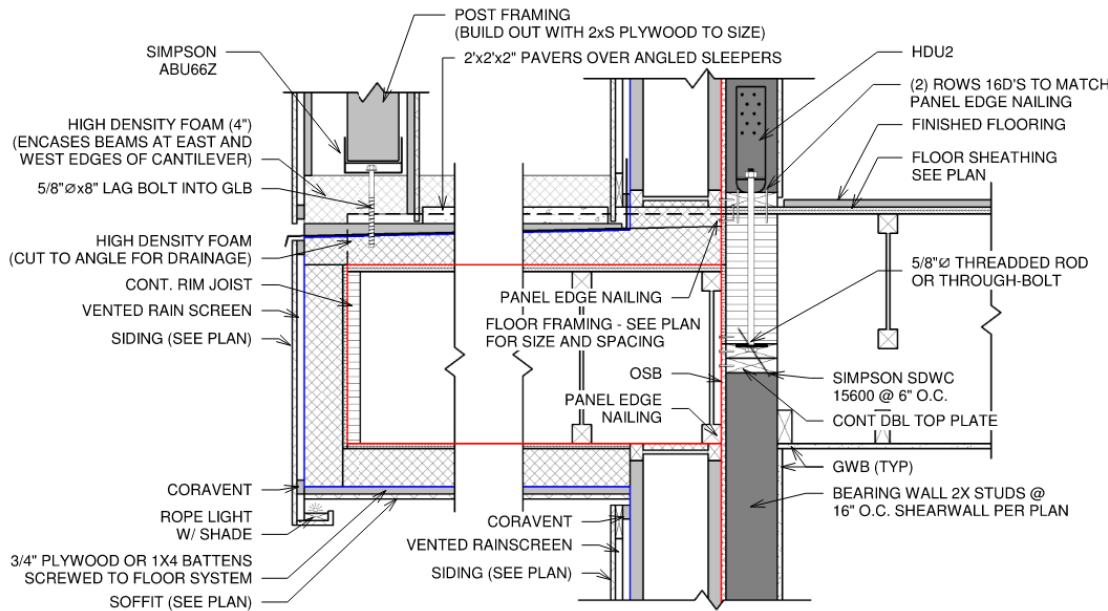 POST FRAMING
(BUILD OUT WITH 2xS PLYWOOD TO SIZE)
SIMPSON
ABU66Z
2'x2'x2" PAVERS OVER ANGLED SLEEPERS
HDU2
(2) ROWS 16D'S TO MATCH
PANEL EDGE NAILING
HIGH DENSITY FOAM (4")
(ENCASES BEAMS AT EAST AND
WEST EDGES OF CANTILEVER)
FINISHED FLOORING
FLOOR SHEATHING
SEE PLAN
5/8"Øx8" LAG BOLT INTO GLB
HIGH DENSITY FOAM
(CUT TO ANGLE FOR DRAINAGE)
5/8"Ø THREADDED ROD
OR THROUGH-BOLT
CONT. RIM JOIST
PANEL EDGE NAILING
VENTED RAIN SCREEN
FLOOR FRAMING - SEE PLAN
FOR SIZE AND SPACING
SIDING (SEE PLAN)
OSB
SIMPSON SDWC
15600 @ 6" O.C.
PANEL EDGE
NAILING
CONT DBL TOP PLATE
GWB (TYP)
CORAVENT
BEARING WALL 2X STUDS @
16" O.C. SHEARWALL PER PLAN
ROPE LIGHT
W/ SHADE
CORAVENT
VENTED RAINSCREEN
3/4" PLYWOOD OR 1X4 BATTENS
SCREWED TO FLOOR SYSTEM
SIDING (SEE PLAN)
SOFFIT (SEE PLAN)